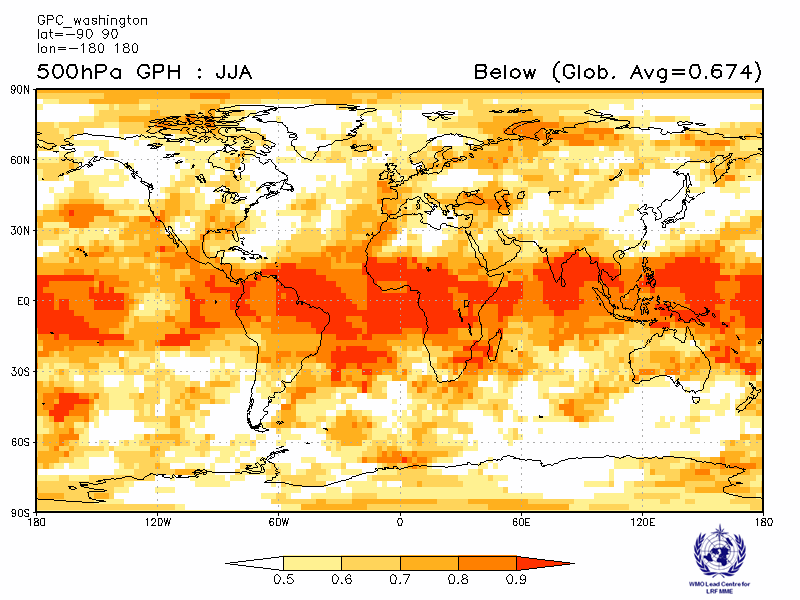 GPC_washington
lat=-90 90
lon=-180 180
500hPa GPH : JJA
Below (Glob. Avg=0.674)
90N
60N
30N
EQ
30S
60S
90S
180 120W 60W 0 60E 120E 180
0.5 0.6 0.7 0.8 0.9
WMO Lead Centre for
LRF MME